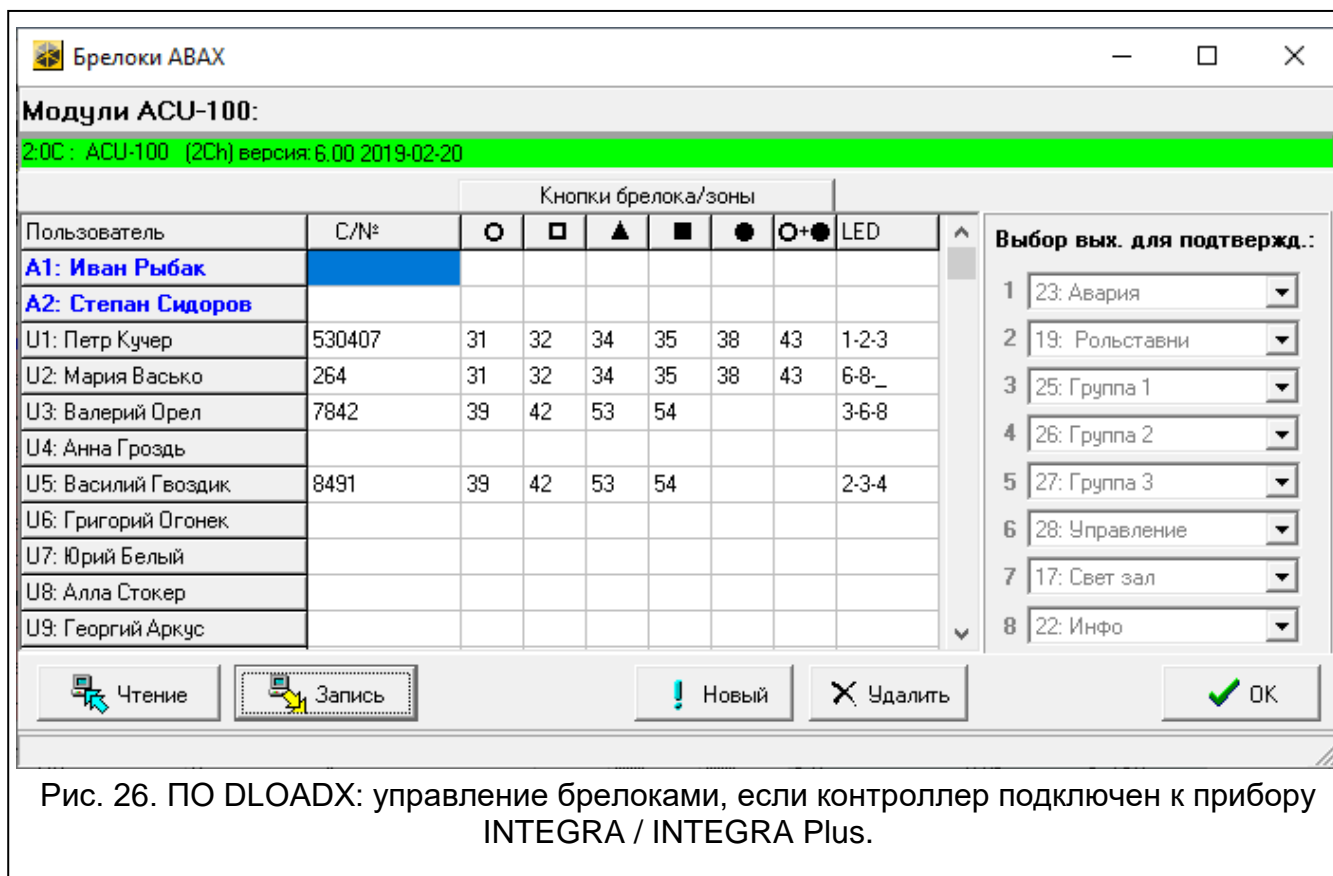 Брелоки ABAX
Модули ACU-100:
2:0C : ACU-100 (2Ch) версия: 6.00 2019-02-20
Кнопки брелока/зоны
Пользователь С/№ LED
A1: Иван Рыбак
A2: Степан Сидоров
U1: Петр Кучер 530407 31 32 34 35 38 43 1-2-3
U2: Мария Васько 264 31 32 34 35 38 43 6-8-_
U3: Валерий Орел 7842 39 42 53 54 3-6-8
U4: Анна Гроздь
U5: Василий Гвоздик 8491 39 42 53 54 2-3-4
U6: Григорий Огонек
U7: Юрий Белый
U8: Алла Стокер
U9: Георгий Аркус
Выбор вых. для подтвержд.:
1 23: Авария
2 19: Рольставни
3 25: Группа 1
4 26: Группа 2
5 27: Группа 3
6 28: Управление
7 17: Свет зал
8 22: Инфо
Чтение Запись Новый Удалить OK
Рис. 26. ПО DLOADX: управление брелоками, если контроллер подключен к прибору
INTEGRA / INTEGRA Plus.